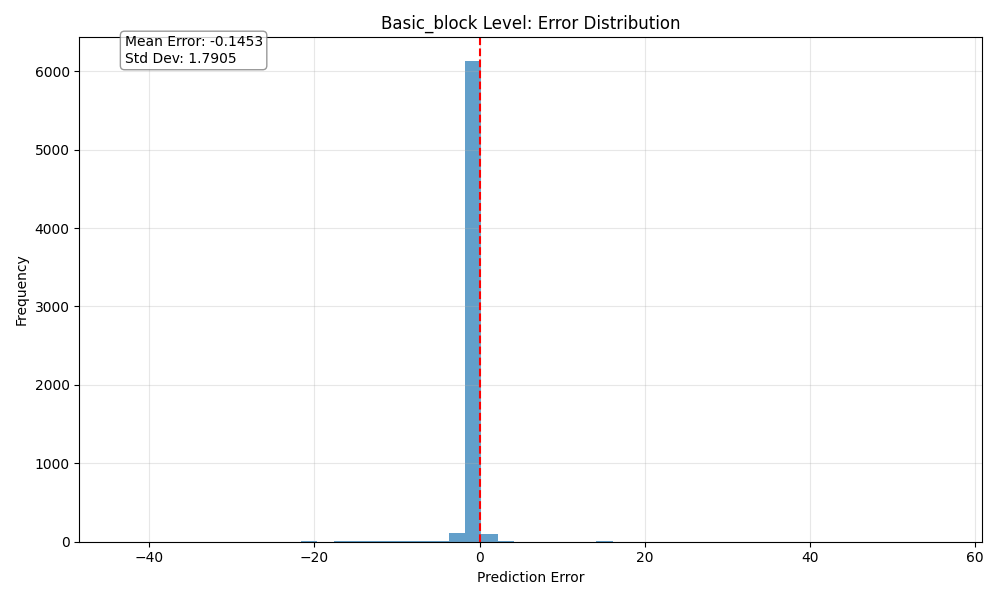 Basic_block Level: Error Distribution
Mean Error: -0.1453
Std Dev: 1.7905
6000
5000
4000
3000
2000
1000
0
Frequency
−40
−20
0
20
40
60
Prediction Error